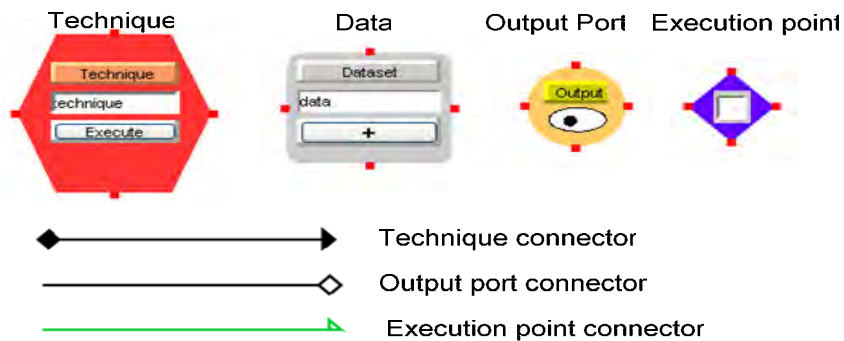 Technique Data Output Port Execution point
Technique Dataset Output
technique data
Execute +
Technique connector
Output port connector
Execution point connector